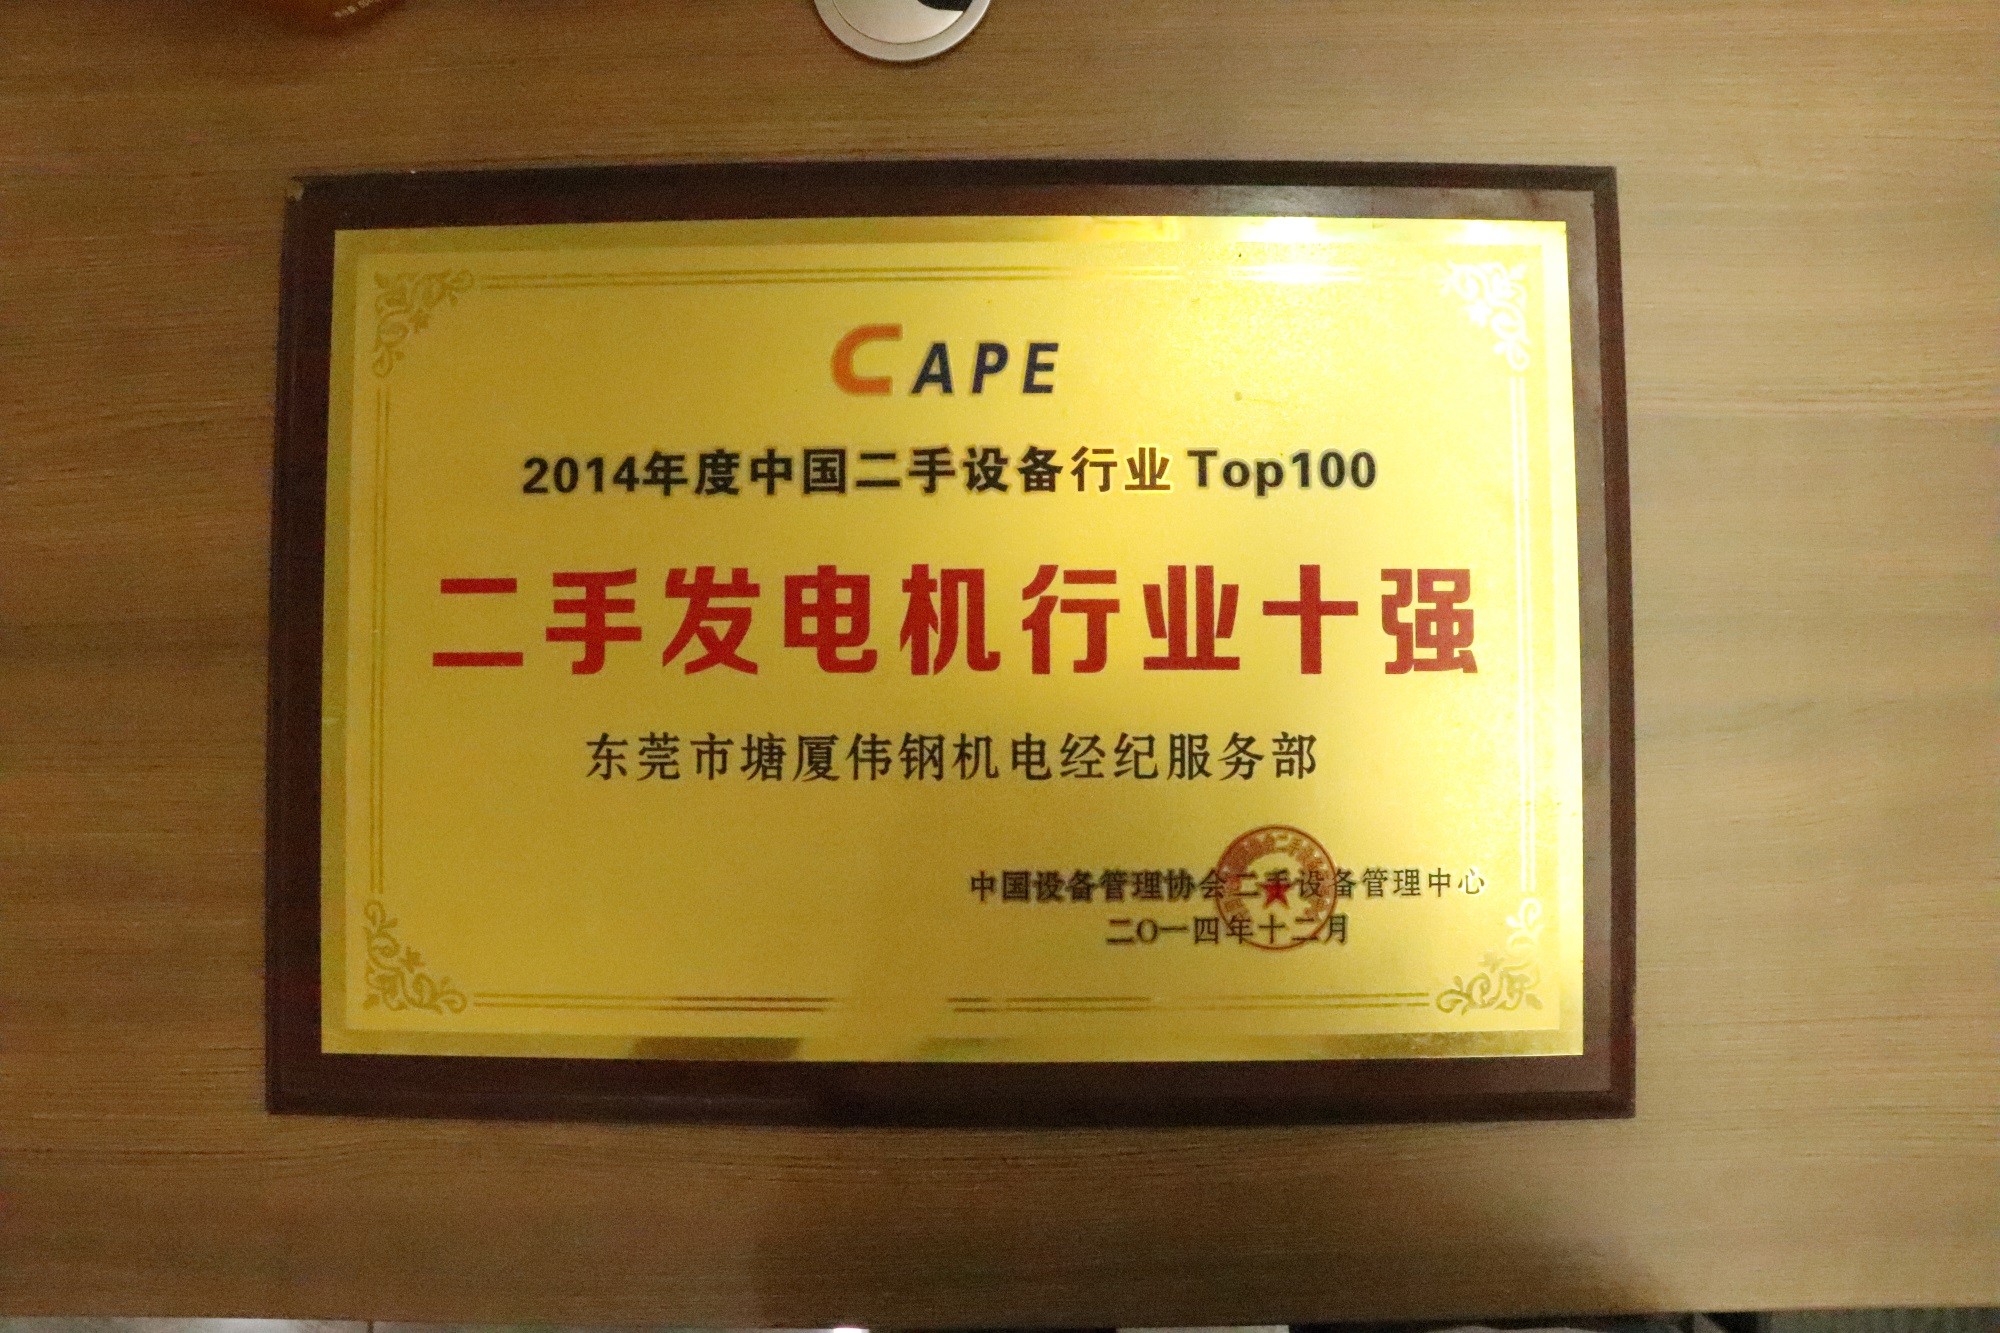 CAPE
2014年度中国二手设备行业 Top100
二手发电机行业十强
东莞市塘厦伟钢机电经纪服务部
中国设备管理协会二手设备管理中心
二〇一四年十二月